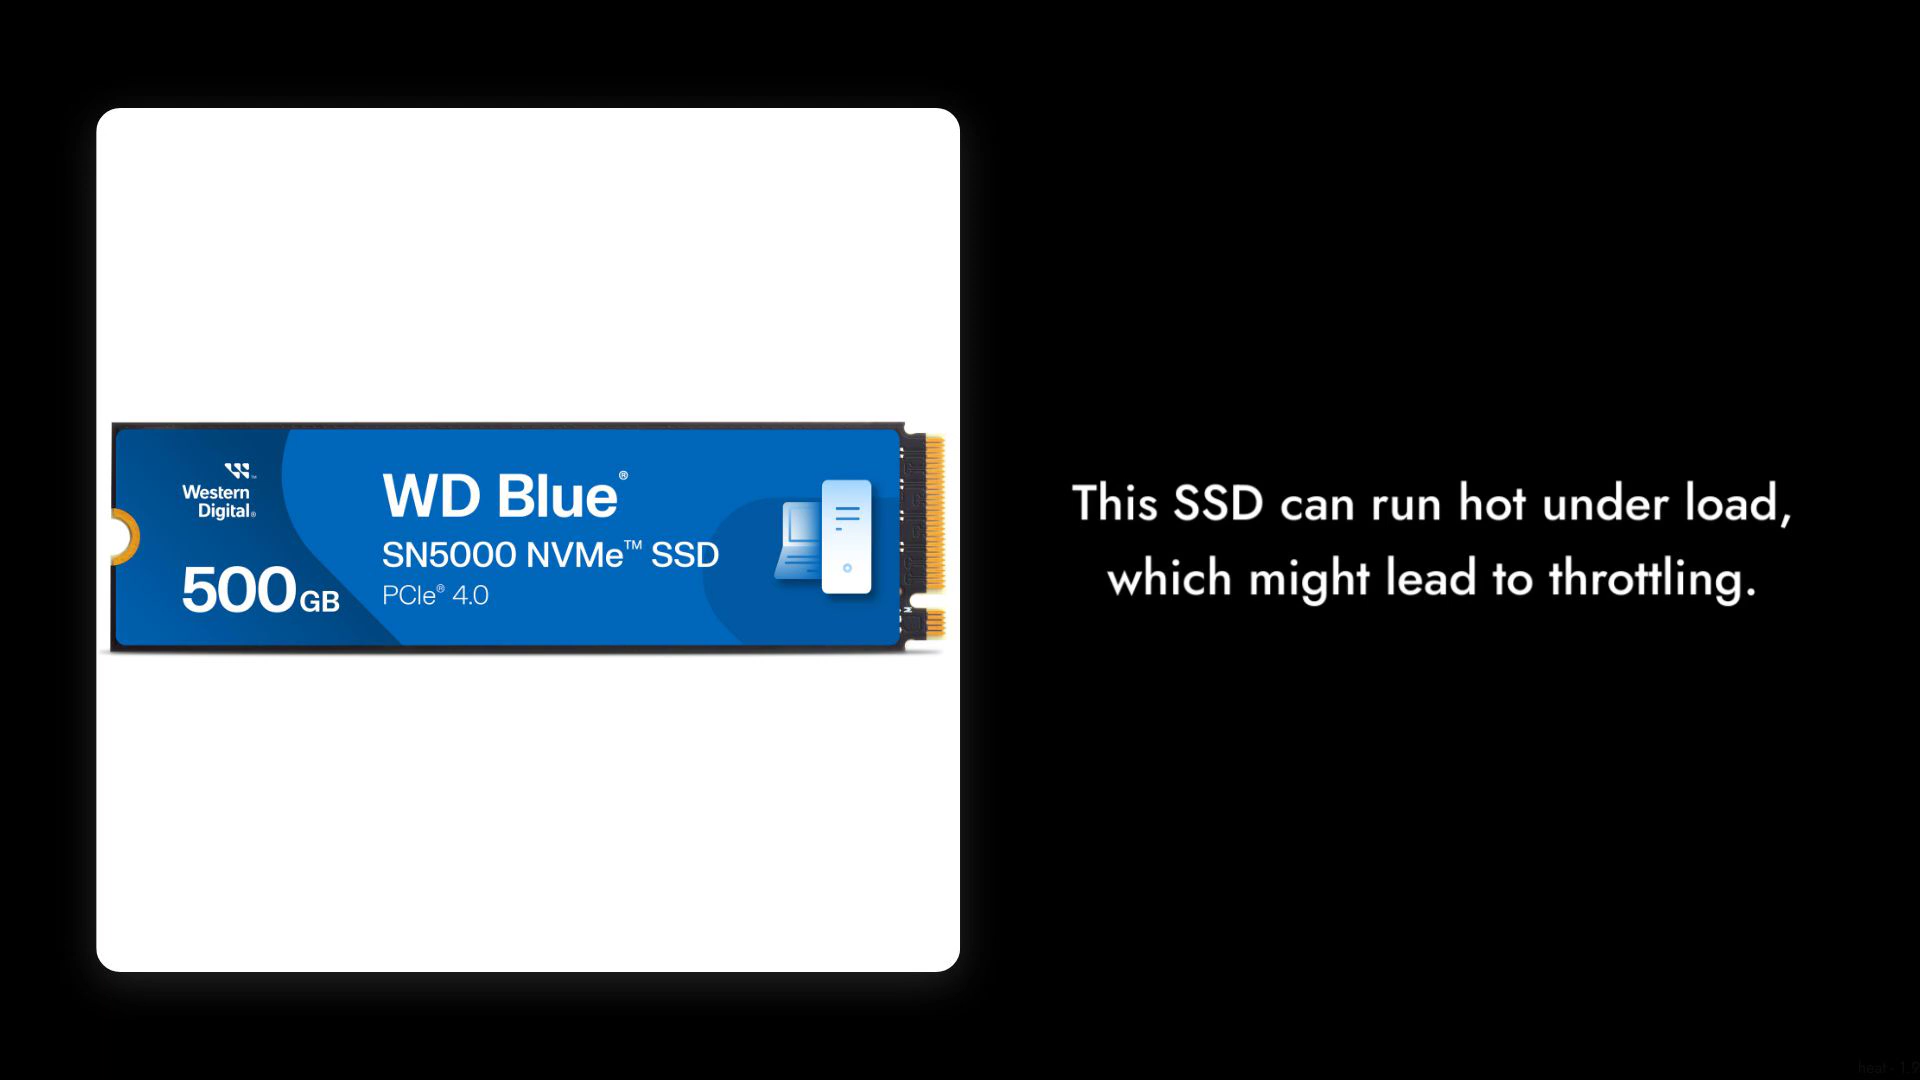 Western
Digital®
500GB
WD Blue®
SN5000 NVMe™ SSD
PCIe® 4.0
This SSD can run hot under load,
which might lead to throttling.